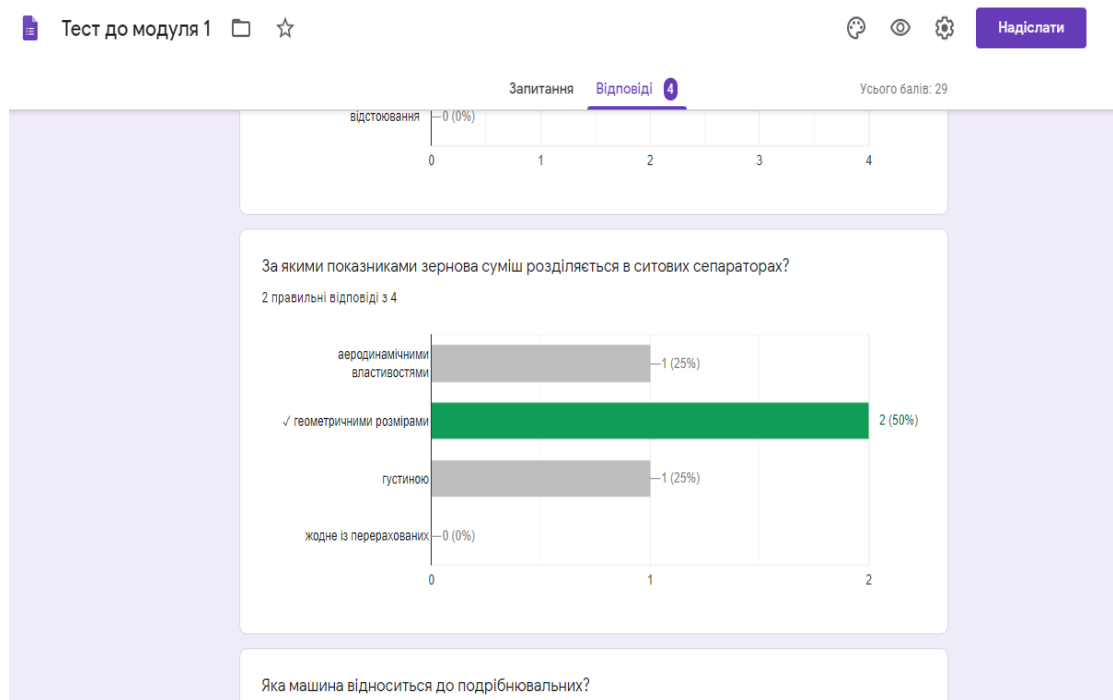 Тест до модуля 1
Надіслати
Запитання Відповіді 4 Усього балів: 29
відстоювання 0 (0%)
0 1 2 3 4
За якими показниками зернова суміш розділяється в ситових сепараторах?
2 правильні відповіді з 4
аеродинамічними
властивостями
1 (25%)
✓ геометричними розмірами 2 (50%)
густиною 1 (25%)
жодне із перерахованих 0 (0%)
0 1 2
Яка машина відноситься до подрібнювальних?